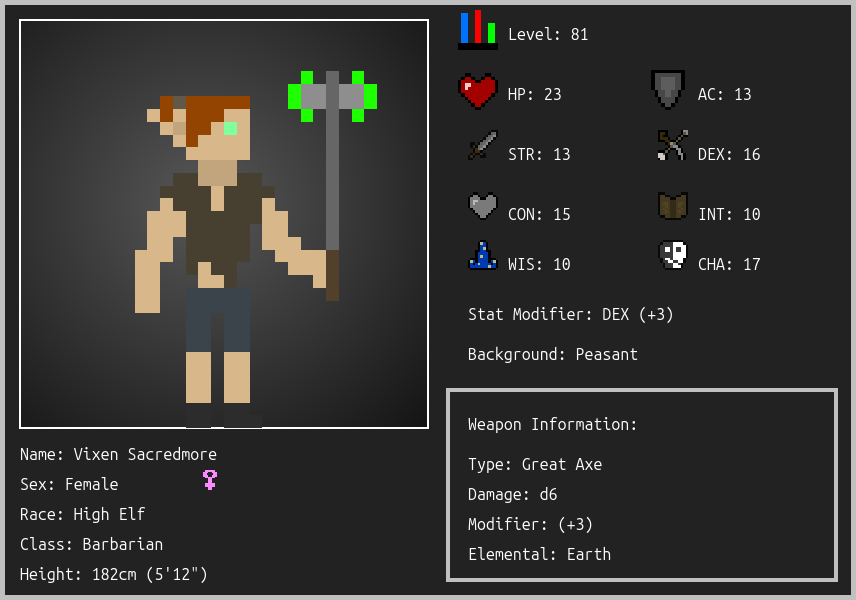 Level: 81
HP: 23
AC: 13
STR: 13
DEX: 16
CON: 15
INT: 10
WIS: 10
CHA: 17
Stat Modifier: DEX (+3)
Background: Peasant
Weapon Information:
Type: Great Axe
Damage: d6
Modifier: (+3)
Elemental: Earth
Name: Vixen Sacredmore
Sex: Female
Race: High Elf
Class: Barbarian
Height: 182cm (5'12")